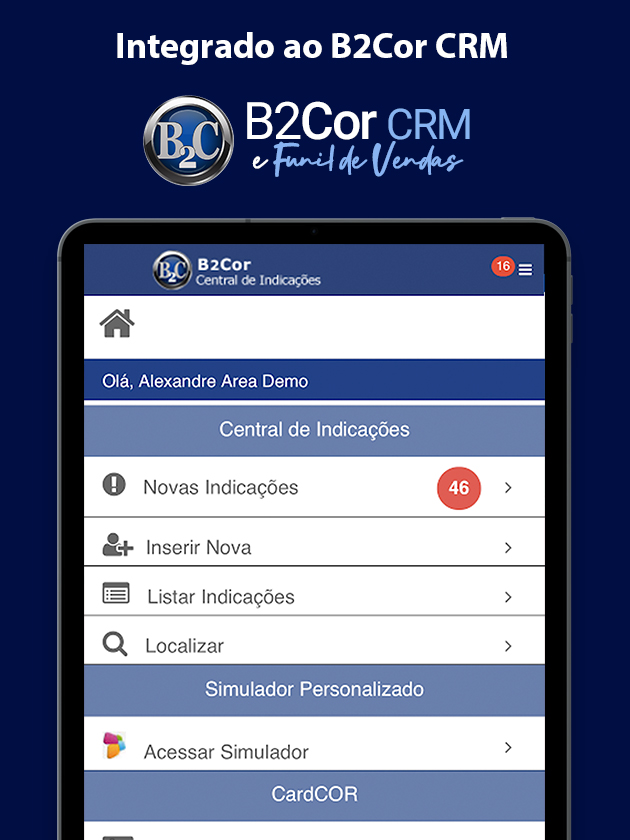 Integrado ao B2Cor CRM
B2C
B2Cor CRM
e Funil de Vendas
B2C
B2Cor
Central de Indicações
16
Olá, Alexandre Area Demo
Central de Indicações
Novas Indicações
46
Inserir Nova
Listar Indicações
Localizar
Simulador Personalizado
Acessar Simulador
CardCOR